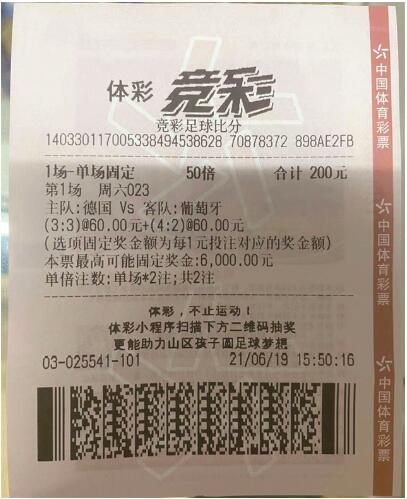 体彩 竞彩
竞彩足球比分
140330117005338494538628 70878372 898AE2FB
1场-单场固定 50倍 合计 200元
第1场 周六023
主队:德国 Vs 客队:葡萄牙
(3:3)@60.00元+(4:2)@60.00元
(选项固定奖金额为每1元投注对应的奖金额)
本票最高可能固定奖金:6,000.00元
单倍注数:单场*2注;共2注
体彩，不止运动！
体彩小程序扫描下方二维码抽奖
更能助力山区孩子圆足球梦想
03-025541-101 21/06/19 15:50:16
中国体育彩票
中国体育彩票
中国体育彩票